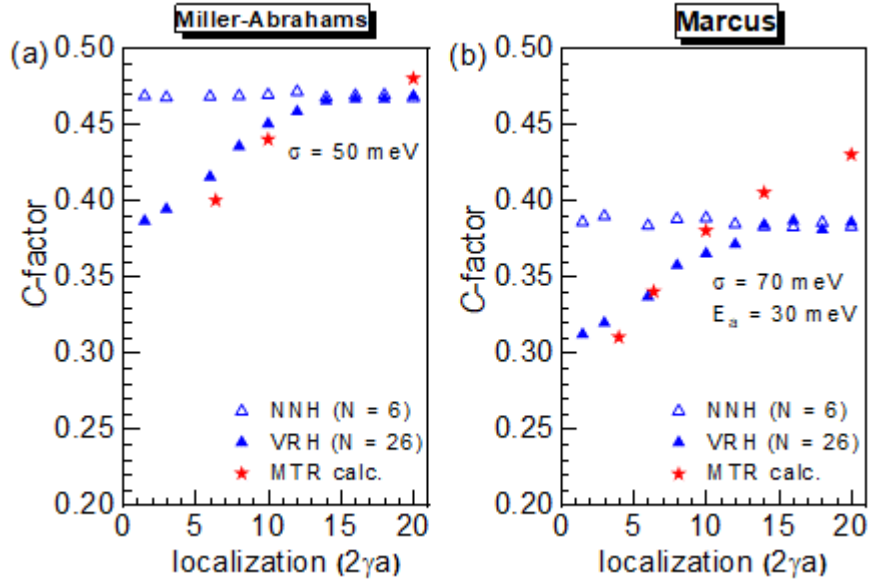 Miller-Abrahams
Marcus
(a)
(b)
C-factor
0.50
0.45
0.40
0.35
0.30
0.25
0.20
σ = 50 meV
NNH (N = 6)
VRH (N = 26)
MTR calc.
0 5 10 15 20
localization (2γa)
C-factor
0.50
0.45
0.40
0.35
0.30
0.25
0.20
σ = 70 meV
Eₐ = 30 meV
NNH (N = 6)
VRH (N = 26)
MTR calc.
0 5 10 15 20
localization (2γa)